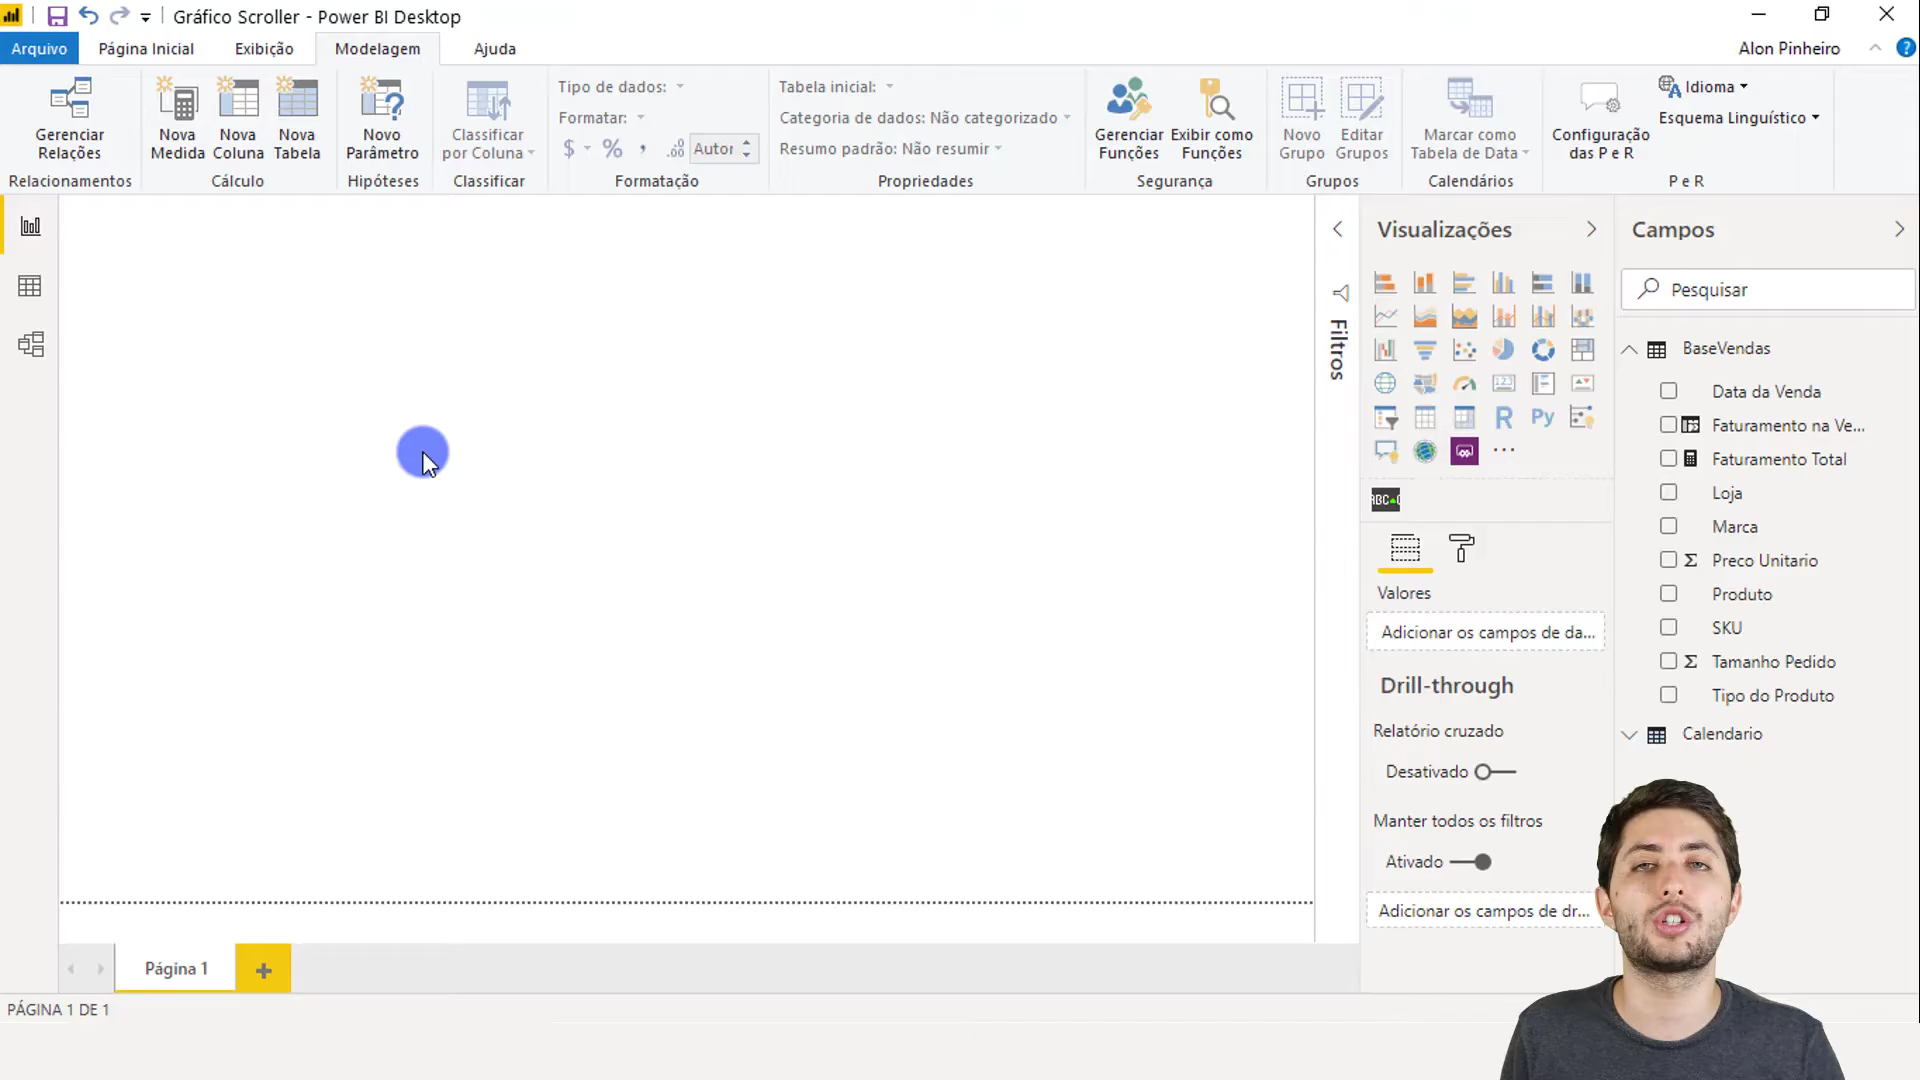 Gráfico Scroller - Power BI Desktop
Arquivo
Página Inicial
Exibição
Modelagem
Ajuda
Alon Pinheiro
?
Gerenciar
Relações
Relacionamentos
Nova
Medida
Nova
Coluna
Nova
Tabela
Cálculo
Novo
Parâmetro
Hipóteses
Classificar
por Coluna
Classificar
Tipo de dados:
Formatar:
$ % , .00 Autor
Formatação
Tabela inicial:
Categoria de dados: Não categorizado
Resumo padrão: Não resumir
Propriedades
Gerenciar
Funções
Exibir como
Funções
Segurança
Novo
Grupo
Editar
Grupos
Grupos
Marcar como
Tabela de Data
Calendários
Configuração
das P e R
Idioma
Esquema Linguístico
P e R
Filtros
Visualizações
123
R
Py
...
ABC
Valores
Adicionar os campos de da...
Drill-through
Relatório cruzado
Desativado
Manter todos os filtros
Ativado
Adicionar os campos de dr...
Campos
Pesquisar
BaseVendas
Data da Venda
Faturamento na Ve...
Faturamento Total
Loja
Marca
Σ Preco Unitario
Produto
SKU
Σ Tamanho Pedido
Tipo do Produto
Calendario
Página 1
+
PÁGINA 1 DE 1